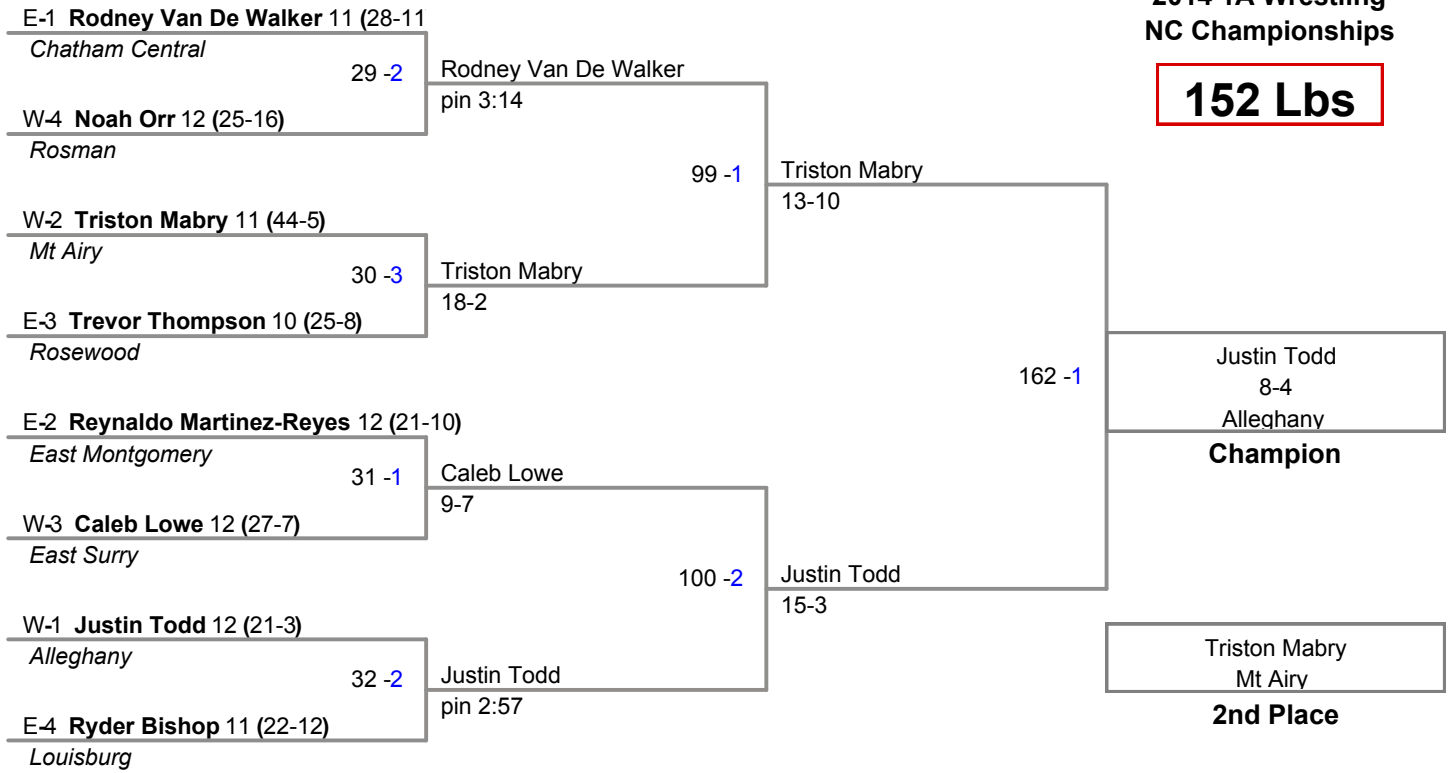 2014 1A Wrestling
NC Championships
152 Lbs
E-1 Rodney Van De Walker 11 (28-11
Chatham Central
29 -2
Rodney Van De Walker
pin 3:14
W-4 Noah Orr 12 (25-16)
Rosman
99 -1
Triston Mabry
13-10
W-2 Triston Mabry 11 (44-5)
Mt Airy
30 -3
Triston Mabry
18-2
E-3 Trevor Thompson 10 (25-8)
Rosewood
162 -1
Justin Todd
8-4
Alleghany
Champion
E-2 Reynaldo Martinez-Reyes 12 (21-10)
East Montgomery
31 -1
Caleb Lowe
9-7
W-3 Caleb Lowe 12 (27-7)
East Surry
100 -2
Justin Todd
15-3
W-1 Justin Todd 12 (21-3)
Alleghany
32 -2
Justin Todd
pin 2:57
E-4 Ryder Bishop 11 (22-12)
Louisburg
Triston Mabry
Mt Airy
2nd Place